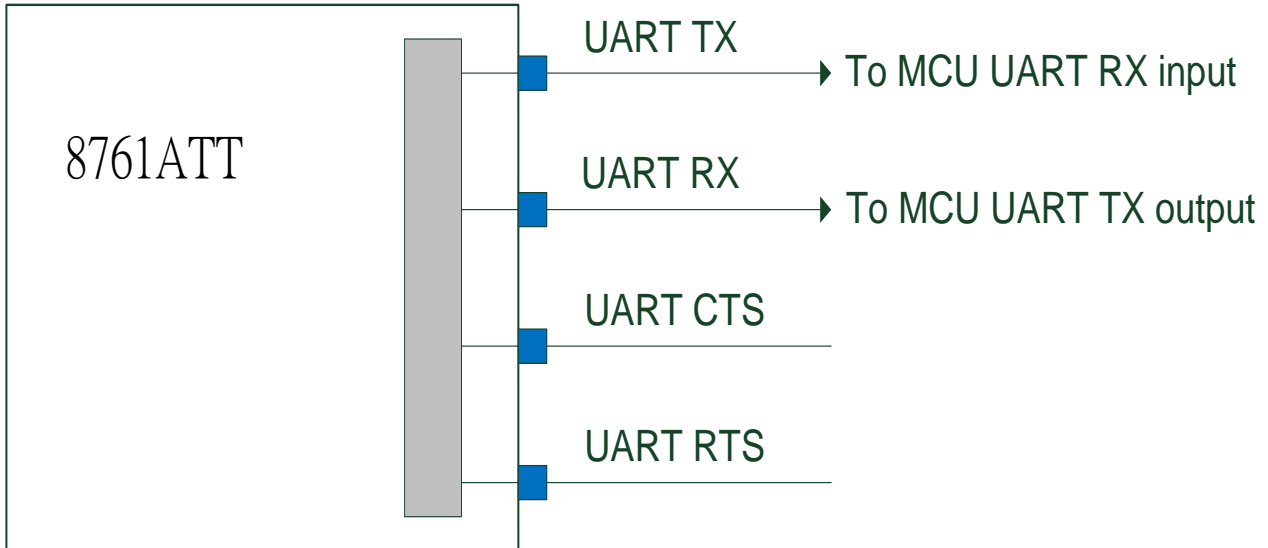 UART TX
To MCU UART RX input
8761ATT
UART RX
To MCU UART TX output
UART CTS
UART RTS